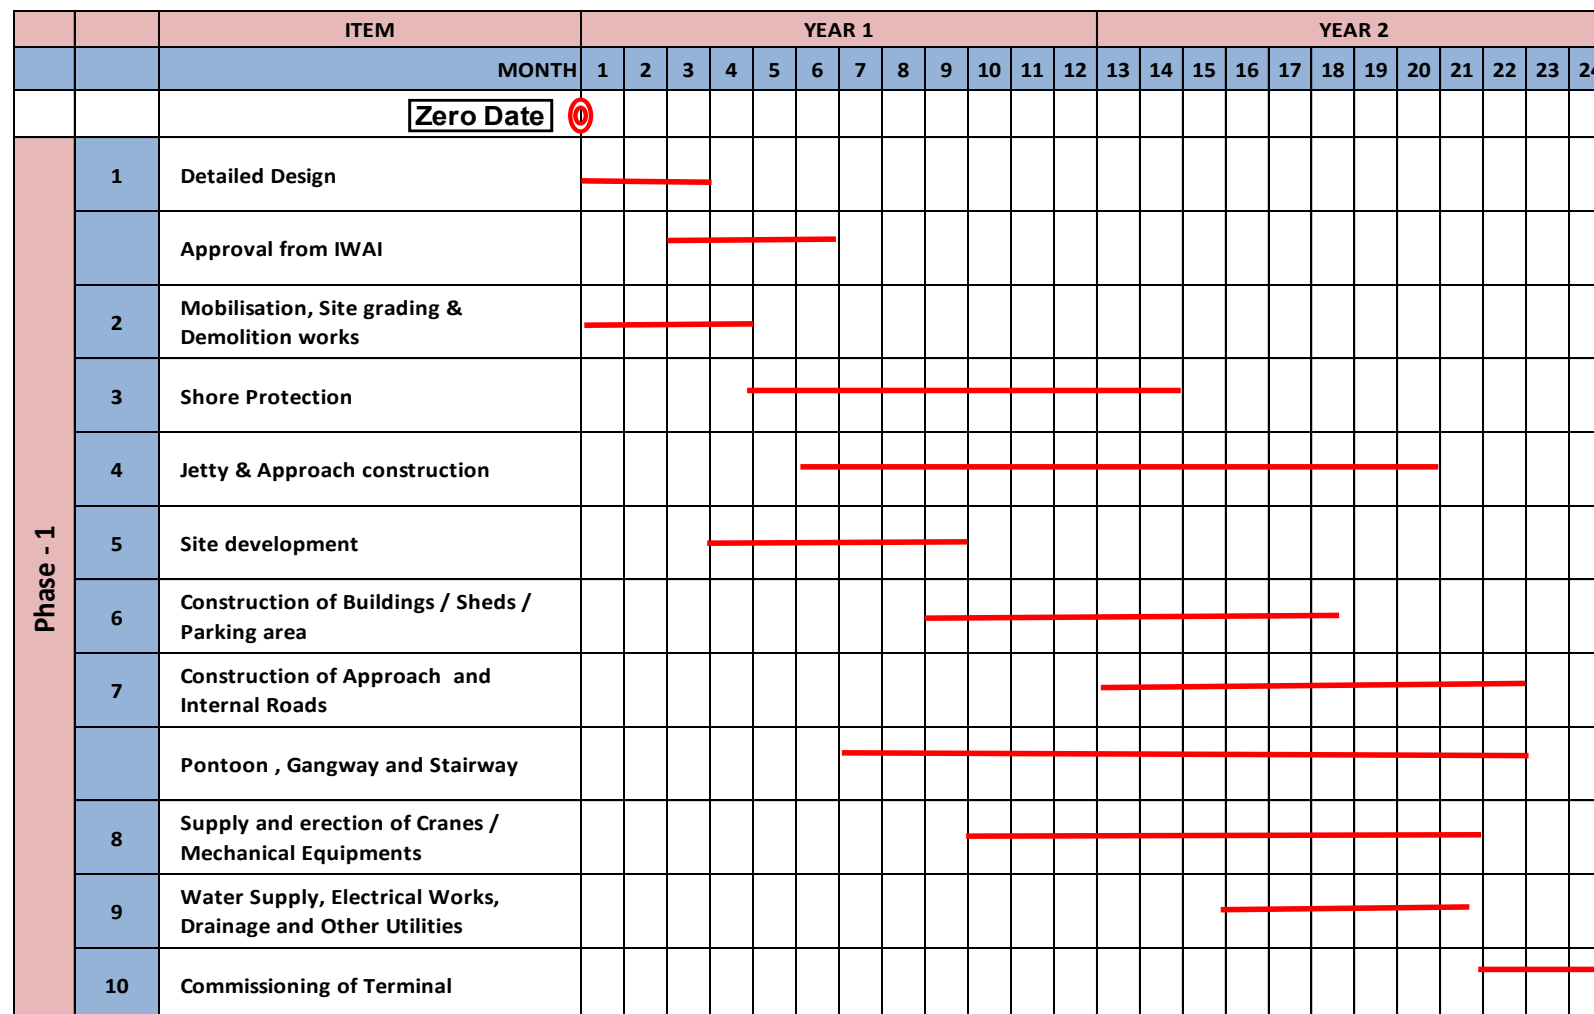 ITEM YEAR 1 YEAR 2
MONTH 1 2 3 4 5 6 7 8 9 10 11 12 13 14 15 16 17 18 19 20 21 22 23 24
Zero Date
Phase - 1
1 Detailed Design
Approval from IWAI
2 Mobilisation, Site grading &
Demolition works
3 Shore Protection
4 Jetty & Approach construction
5 Site development
6 Construction of Buildings / Sheds /
Parking area
7 Construction of Approach and
Internal Roads
Pontoon , Gangway and Stairway
8 Supply and erection of Cranes /
Mechanical Equipments
9 Water Supply, Electrical Works,
Drainage and Other Utilities
10 Commissioning of Terminal